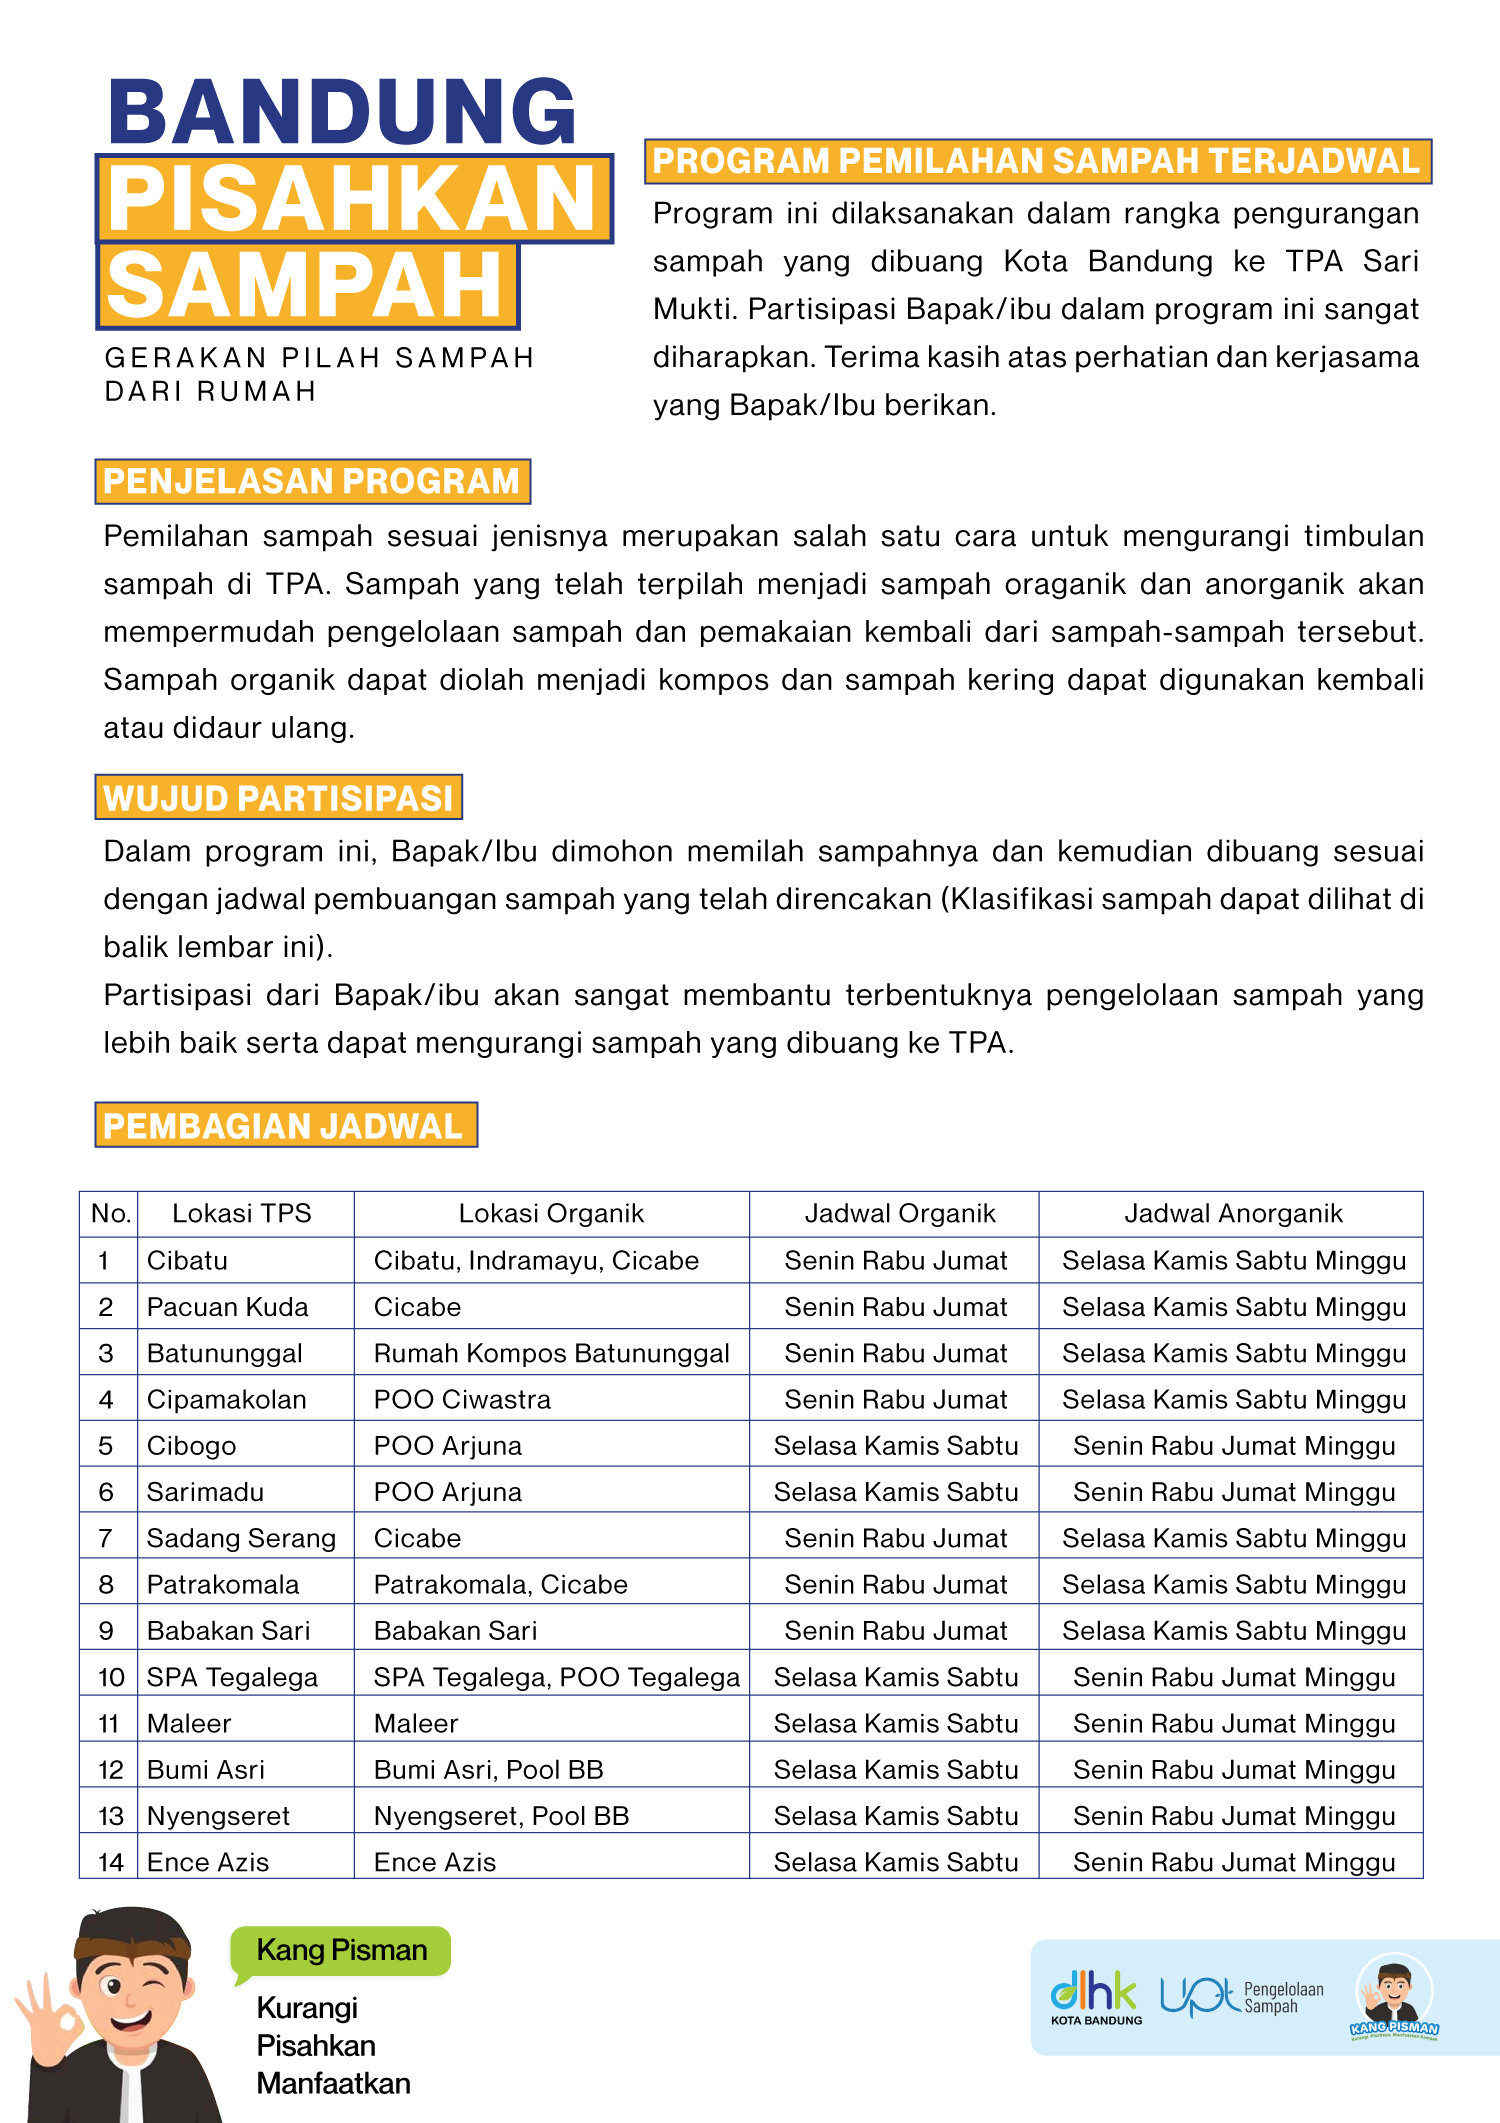 BANDUNG
PISAHKAN
SAMPAH
GERAKAN PILAH SAMPAH
DARI RUMAH
PROGRAM PEMILAHAN SAMPAH TERJADWAL
Program ini dilaksanakan dalam rangka pengurangan
sampah yang dibuang Kota Bandung ke TPA Sari
Mukti. Partisipasi Bapak/ibu dalam program ini sangat
diharapkan. Terima kasih atas perhatian dan kerjasama
yang Bapak/Ibu berikan.
PENJELASAN PROGRAM
Pemilahan sampah sesuai jenisnya merupakan salah satu cara untuk mengurangi timbulan
sampah di TPA. Sampah yang telah terpilah menjadi sampah oraganik dan anorganik akan
mempermudah pengelolaan sampah dan pemakaian kembali dari sampah-sampah tersebut.
Sampah organik dapat diolah menjadi kompos dan sampah kering dapat digunakan kembali
atau didaur ulang.
WUJUD PARTISIPASI
Dalam program ini, Bapak/Ibu dimohon memilah sampahnya dan kemudian dibuang sesuai
dengan jadwal pembuangan sampah yang telah direncakan (Klasifikasi sampah dapat dilihat di
balik lembar ini).
Partisipasi dari Bapak/ibu akan sangat membantu terbentuknya pengelolaan sampah yang
lebih baik serta dapat mengurangi sampah yang dibuang ke TPA.
PEMBAGIAN JADWAL
No. Lokasi TPS Lokasi Organik Jadwal Organik Jadwal Anorganik
1 Cibatu Cibatu, Indramayu, Cicabe Senin Rabu Jumat Selasa Kamis Sabtu Minggu
2 Pacuan Kuda Cicabe Senin Rabu Jumat Selasa Kamis Sabtu Minggu
3 Batununggal Rumah Kompos Batununggal Senin Rabu Jumat Selasa Kamis Sabtu Minggu
4 Cipamakolan POO Ciwastra Senin Rabu Jumat Selasa Kamis Sabtu Minggu
5 Cibogo POO Arjuna Selasa Kamis Sabtu Senin Rabu Jumat Minggu
6 Sarimadu POO Arjuna Selasa Kamis Sabtu Senin Rabu Jumat Minggu
7 Sadang Serang Cicabe Senin Rabu Jumat Selasa Kamis Sabtu Minggu
8 Patrakomala Patrakomala, Cicabe Senin Rabu Jumat Selasa Kamis Sabtu Minggu
9 Babakan Sari Babakan Sari Senin Rabu Jumat Selasa Kamis Sabtu Minggu
10 SPA Tegalega SPA Tegalega, POO Tegalega Selasa Kamis Sabtu Senin Rabu Jumat Minggu
11 Maleer Maleer Selasa Kamis Sabtu Senin Rabu Jumat Minggu
12 Bumi Asri Bumi Asri, Pool BB Selasa Kamis Sabtu Senin Rabu Jumat Minggu
13 Nyengseret Nyengseret, Pool BB Selasa Kamis Sabtu Senin Rabu Jumat Minggu
14 Ence Azis Ence Azis Selasa Kamis Sabtu Senin Rabu Jumat Minggu
Kang Pisman
Kurangi
Pisahkan
Manfaatkan
dlhk
KOTA BANDUNG
upt Pengelolaan
Sampah
KANG PISMAN
Kurangi, Pisahkan, Manfaatkan Sampah